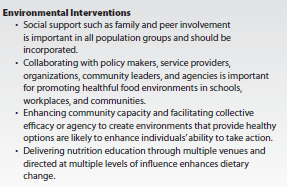 Environmental Interventions
• Social support such as family and peer involvement
is important in all population groups and should be
incorporated.
• Collaborating with policy makers, service providers,
organizations, community leaders, and agencies is important
for promoting healthful food environments in schools,
workplaces, and communities.
• Enhancing community capacity and facilitating collective
efficacy or agency to create environments that provide healthy
options are likely to enhance individuals' ability to take action.
• Delivering nutrition education through multiple venues and
directed at multiple levels of influence enhances dietary
change.